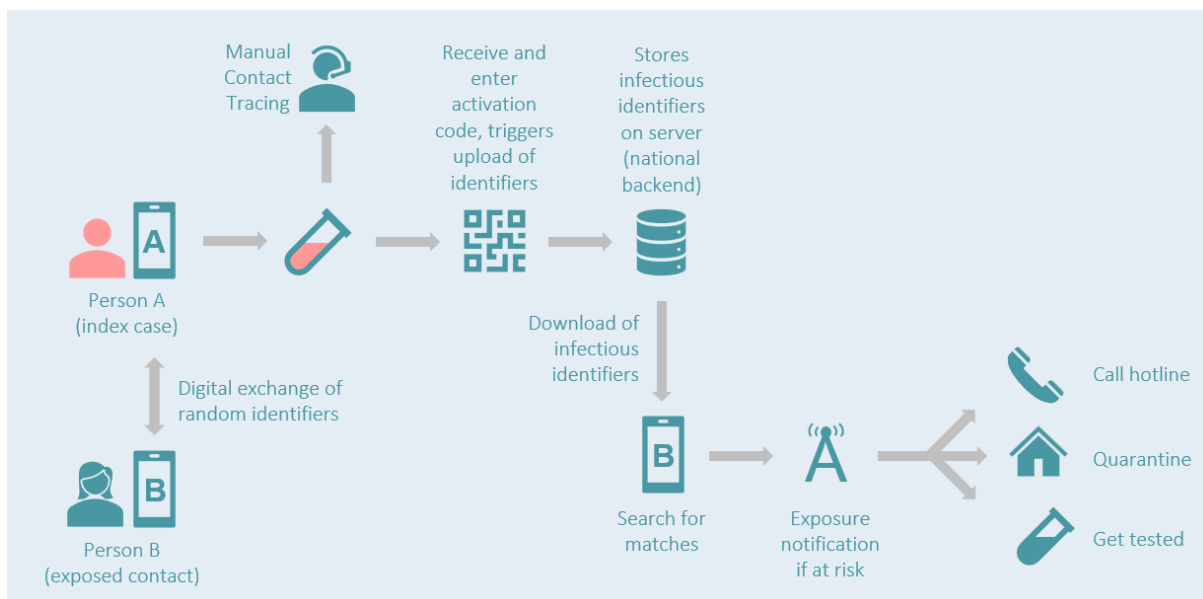 Manual
Contact
Tracing
Receive and
enter
activation
code, triggers
upload of
identifiers
Stores
infectious
identifiers
on server
(national
backend)
A
Person A
(index case)
Digital exchange of
random identifiers
B
Person B
(exposed contact)
Download of
infectious
identifiers
B
Search for
matches
Exposure
notification
if at risk
Call hotline
Quarantine
Get tested